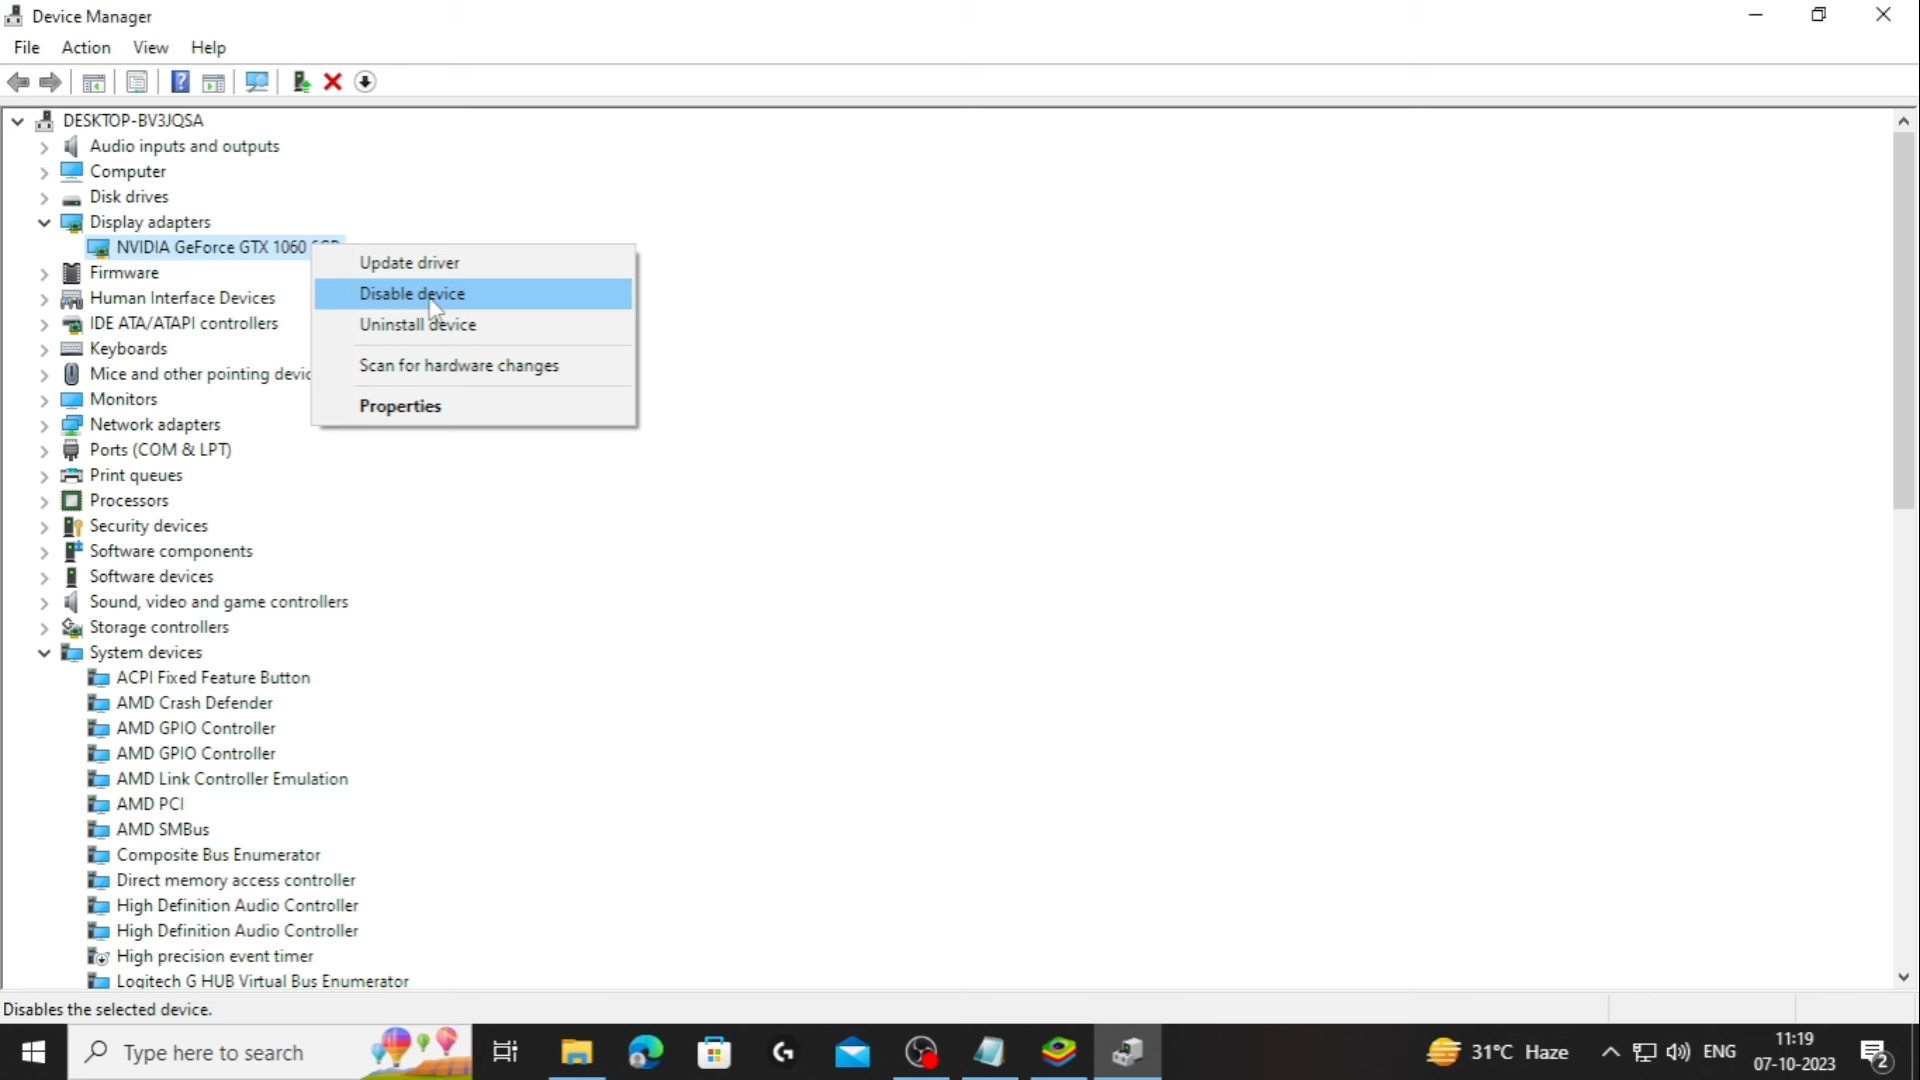 Device Manager
File Action View Help
DESKTOP-BV3JQSA
Audio inputs and outputs
Computer
Disk drives
Display adapters
NVIDIA GeForce GTX 1060
Update driver
Disable device
Uninstall device
Scan for hardware changes
Properties
Firmware
Human Interface Devices
IDE ATA/ATAPI controllers
Keyboards
Mice and other pointing devic
Monitors
Network adapters
Ports (COM & LPT)
Print queues
Processors
Security devices
Software components
Software devices
Sound, video and game controllers
Storage controllers
System devices
ACPI Fixed Feature Button
AMD Crash Defender
AMD GPIO Controller
AMD GPIO Controller
AMD Link Controller Emulation
AMD PCI
AMD SMBus
Composite Bus Enumerator
Direct memory access controller
High Definition Audio Controller
High Definition Audio Controller
High precision event timer
Logitech G HUB Virtual Bus Enumerator
Disables the selected device.
Type here to search
31°C Haze
ENG
11:19
07-10-2023
2